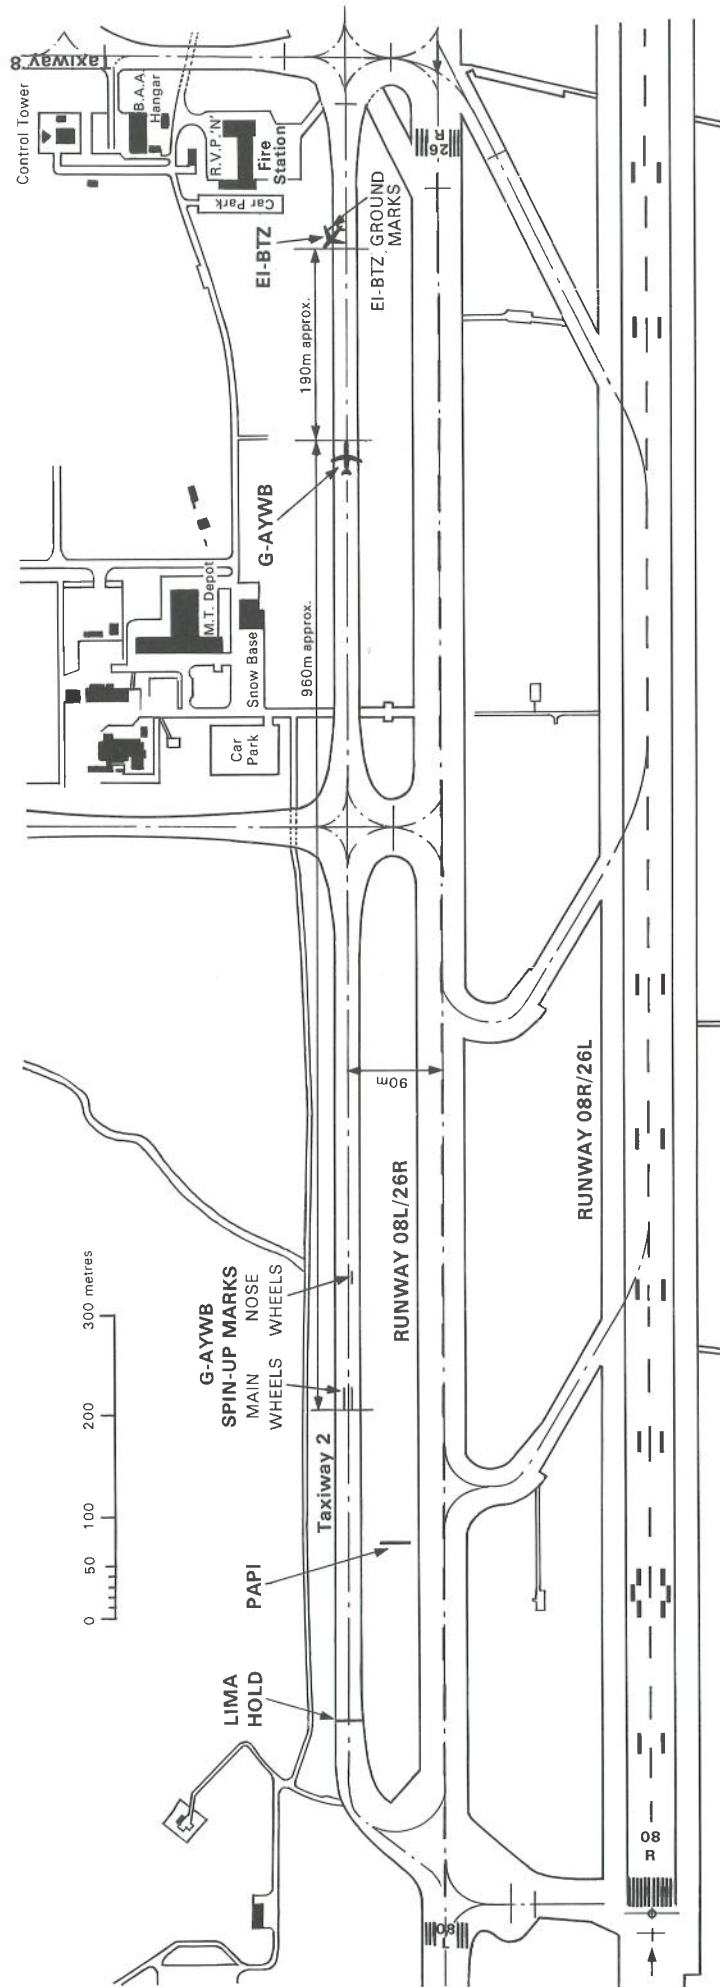 Taxiway 8
Control Tower
B.A.A.
Hangar
R.V.P. 'N'
Fire
Station
Car Park
26
R
EI-BTZ
EI-BTZ GROUND
MARKS
190m approx.
G-AYWB
M.T. Depot
960m approx.
Snow Base
Car
Park
90m
RUNWAY 08R/26L
RUNWAY 08L/26R
300 metres
200
100
50
0
G-AYWB
SPIN-UP MARKS
MAIN
WHEELS
NOSE
WHEELS
Taxiway 2
PAPI
LIMA
HOLD
08
R
08
L